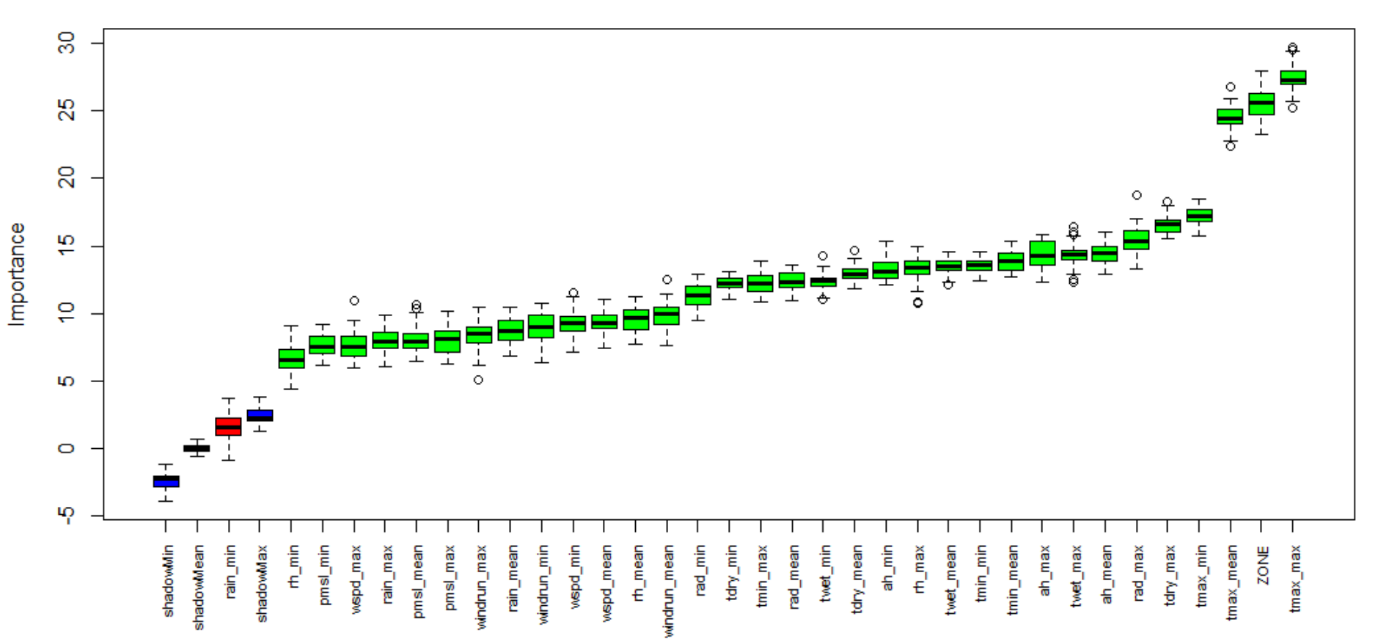 Importance
30
25
20
15
10
5
0
-5
shadowMin
shadowMean
rain_min
shadowMax
rh_min
pmsl_min
wspd_max
rain_max
pmsl_mean
pmsl_max
windrun_max
rain_mean
windrun_min
wspd_min
wspd_mean
rh_mean
windrun_mean
rad_min
tdry_min
tmin_max
rad_mean
twet_min
tdry_mean
ah_min
rh_max
twet_mean
tmin_min
tmin_mean
ah_max
twet_max
ah_mean
rad_max
tdry_max
tmax_min
tmax_mean
ZONE
tmax_max